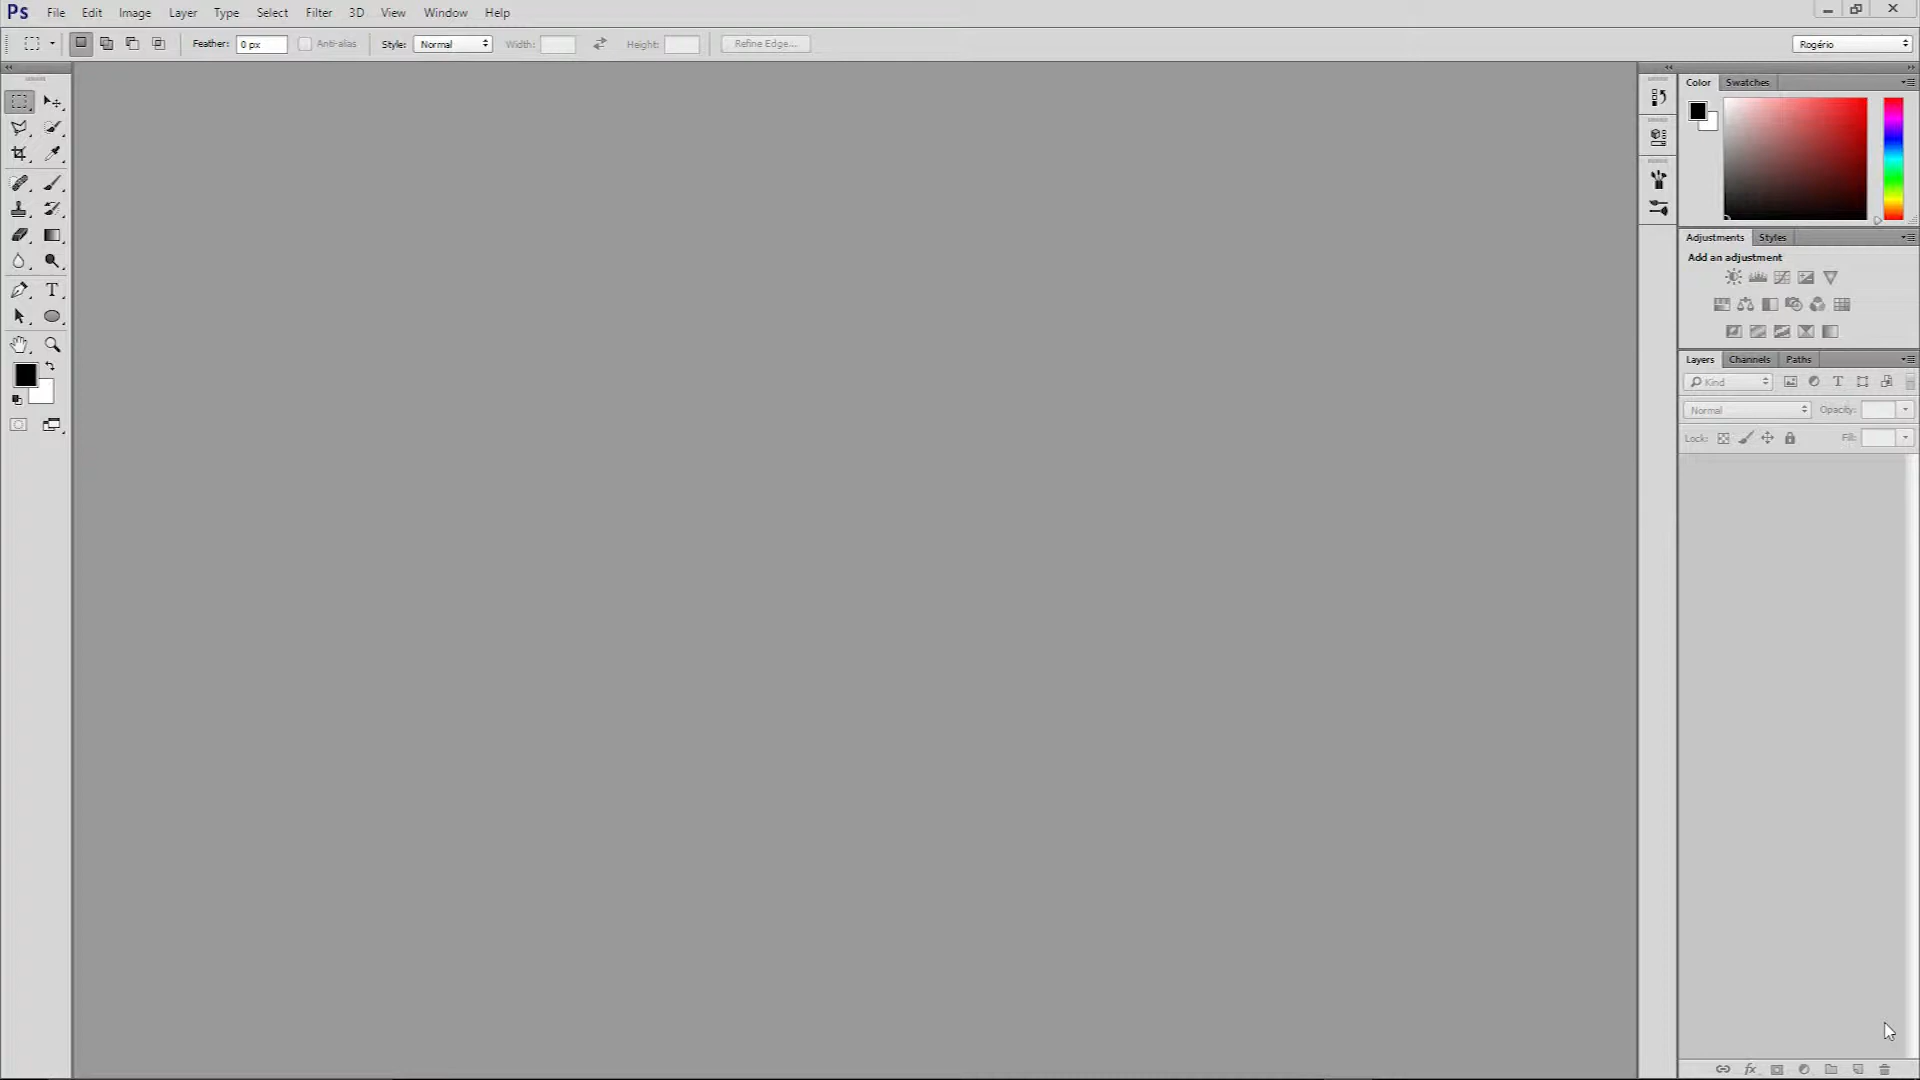 Ps File Edit Image Layer Type Select Filter 3D View Window Help
Feather: 0 px Anti-alias Style: Normal Width: Height: Refine Edge... Rogério
Color Swatches
Adjustments Styles
Add an adjustment
Layers Channels Paths
Kind
Normal Opacity:
Lock: Fill: